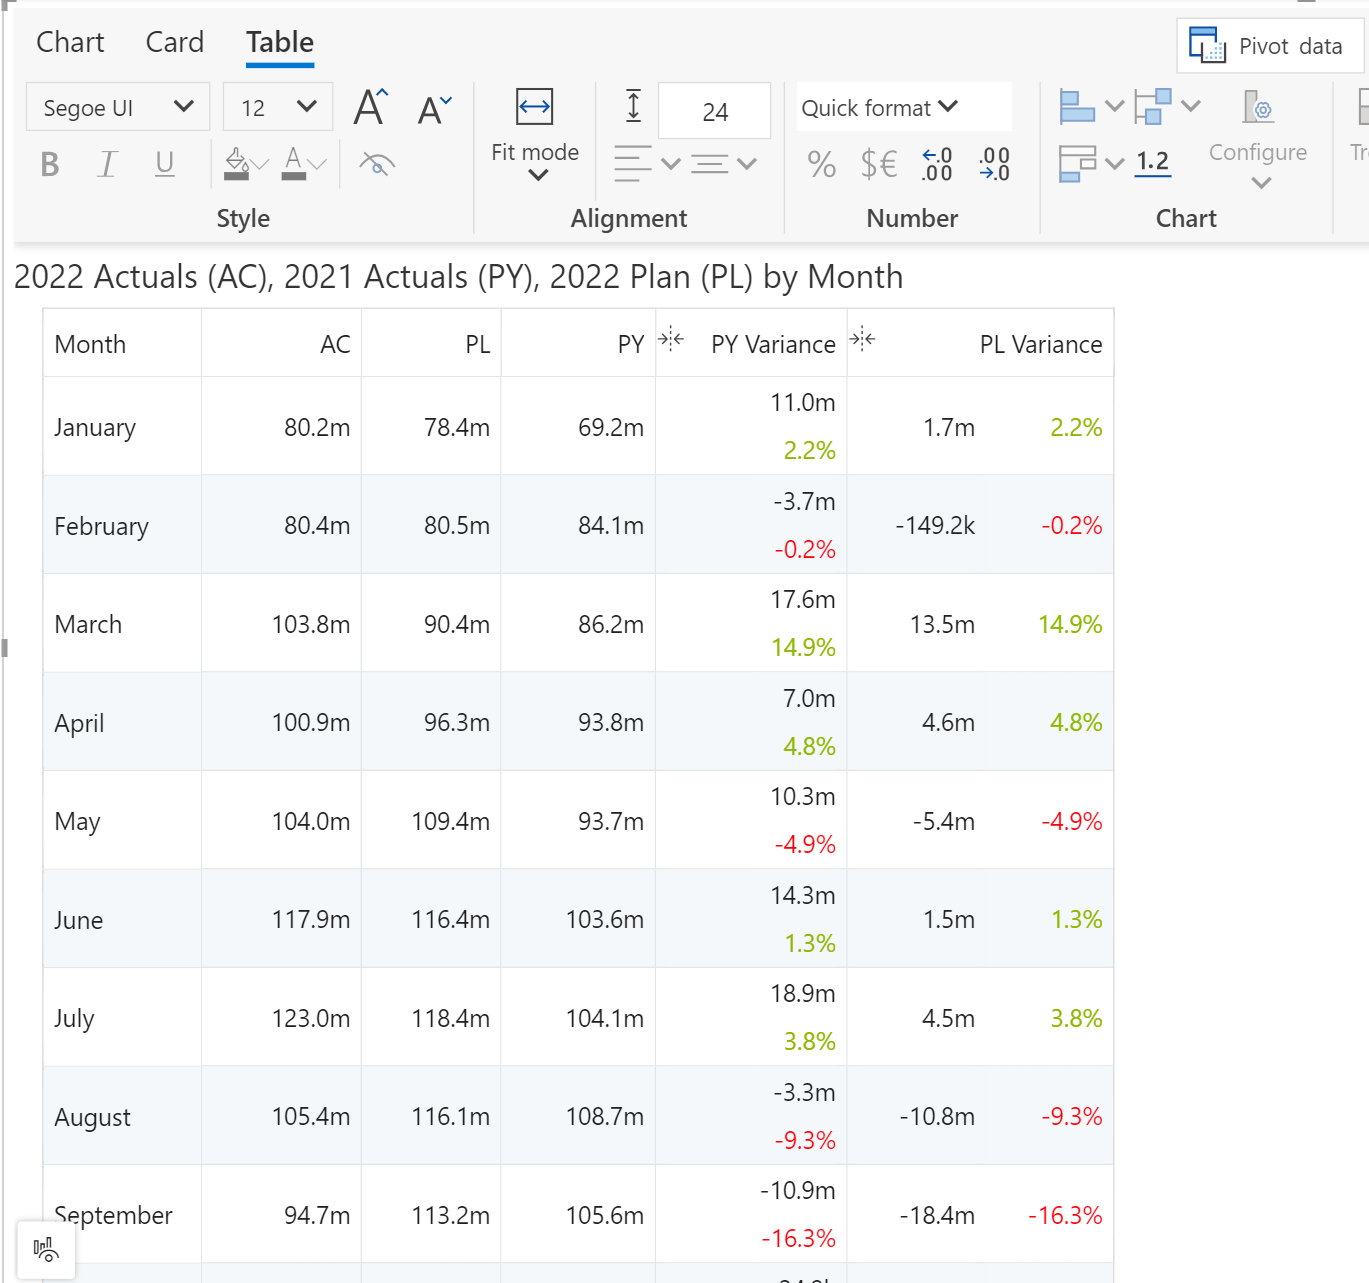 Chart Card Table
Pivot data
Segoe UI 12 A A 24 Quick format
Fit mode
B I U A % $€ ←.0 .00 .00 →.0 1.2 Configure
Style Alignment Number Chart
2022 Actuals (AC), 2021 Actuals (PY), 2022 Plan (PL) by Month
Month AC PL PY PY Variance PL Variance
January 80.2m 78.4m 69.2m 11.0m 2.2% 1.7m 2.2%
February 80.4m 80.5m 84.1m -3.7m -0.2% -149.2k -0.2%
March 103.8m 90.4m 86.2m 17.6m 14.9% 13.5m 14.9%
April 100.9m 96.3m 93.8m 7.0m 4.8% 4.6m 4.8%
May 104.0m 109.4m 93.7m 10.3m -4.9% -5.4m -4.9%
June 117.9m 116.4m 103.6m 14.3m 1.3% 1.5m 1.3%
July 123.0m 118.4m 104.1m 18.9m 3.8% 4.5m 3.8%
August 105.4m 116.1m 108.7m -3.3m -9.3% -10.8m -9.3%
September 94.7m 113.2m 105.6m -10.9m -16.3% -18.4m -16.3%